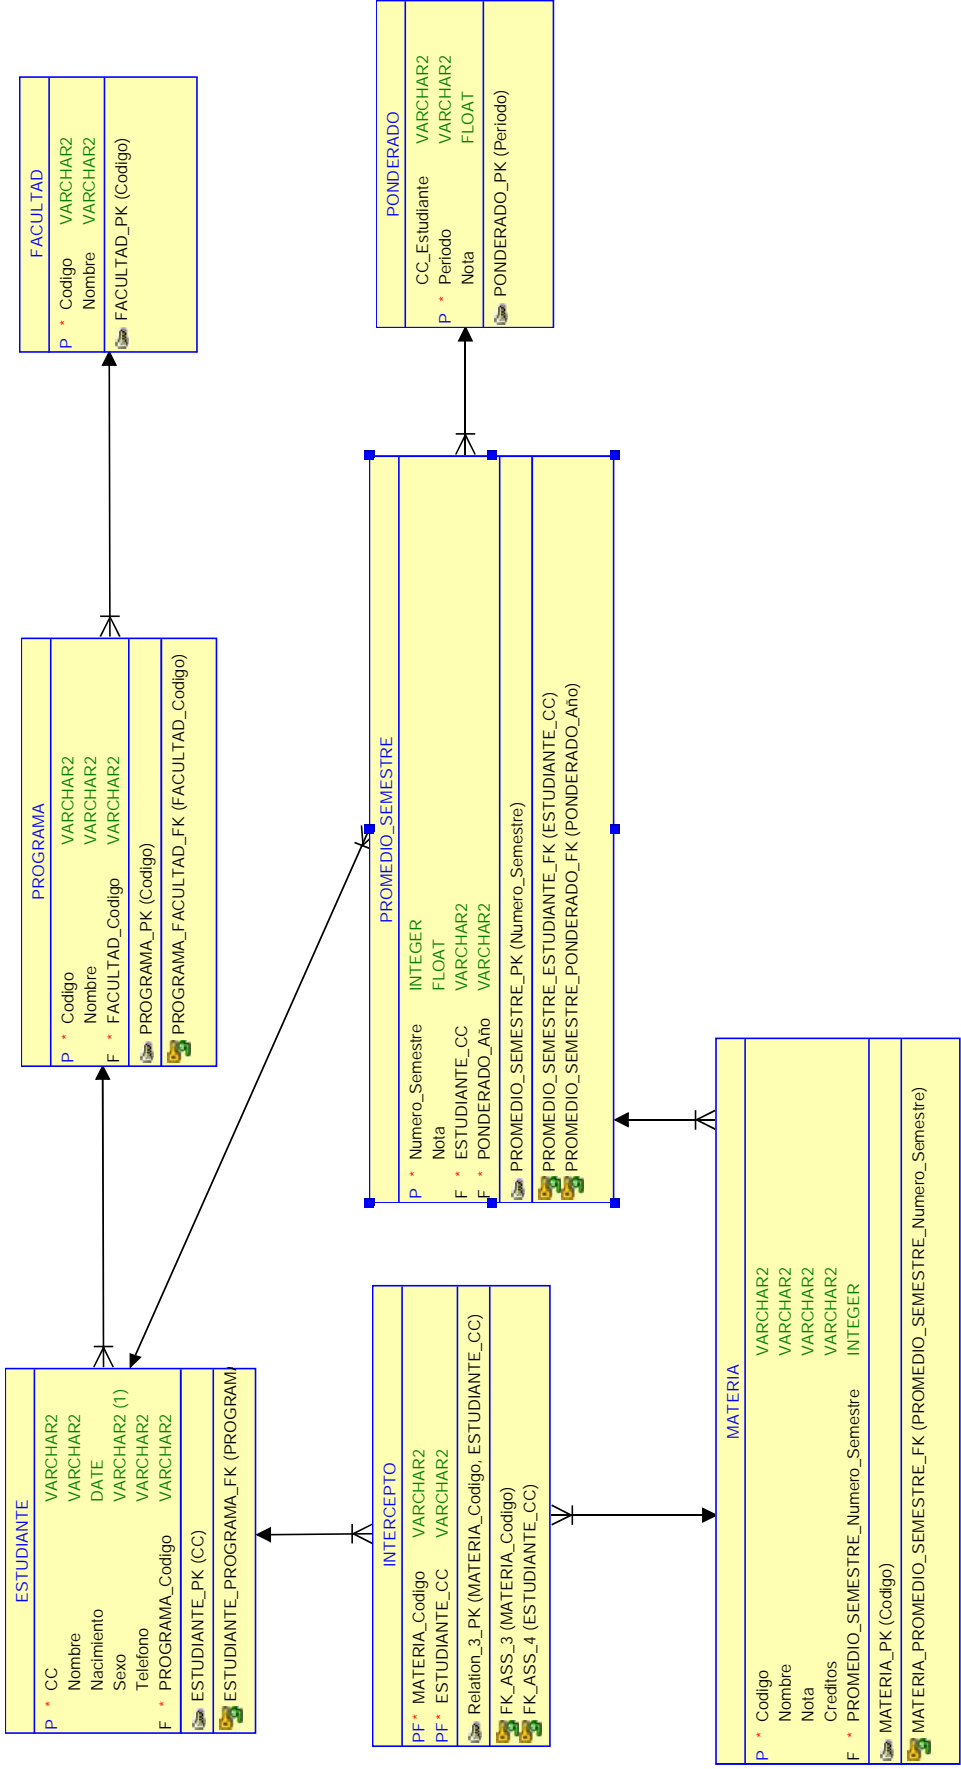 FACULTAD
P * Codigo VARCHAR2
Nombre VARCHAR2
FACULTAD_PK (Codigo)
PONDERADO
CC_Estudiante VARCHAR2
P * Periodo VARCHAR2
Nota FLOAT
PONDERADO_PK (Periodo)
PROGRAMA
P * Codigo VARCHAR2
Nombre VARCHAR2
F * FACULTAD_Codigo VARCHAR2
PROGRAMA_PK (Codigo)
PROGRAMA_FACULTAD_FK (FACULTAD_Codigo)
PROMEDIO_SEMESTRE
P * Numero_Semestre INTEGER
Nota FLOAT
F * ESTUDIANTE_CC VARCHAR2
F * PONDERADO_Año VARCHAR2
PROMEDIO_SEMESTRE_PK (Numero_Semestre)
PROMEDIO_SEMESTRE_ESTUDIANTE_FK (ESTUDIANTE_CC)
PROMEDIO_SEMESTRE_PONDERADO_FK (PONDERADO_Año)
ESTUDIANTE
P * CC VARCHAR2
Nombre VARCHAR2
Nacimiento DATE
Sexo VARCHAR2 (1)
Telefono VARCHAR2
F * PROGRAMA_Codigo VARCHAR2
ESTUDIANTE_PK (CC)
ESTUDIANTE_PROGRAMA_FK (PROGRAMA
INTERCEPTO
PF * MATERIA_Codigo VARCHAR2
PF * ESTUDIANTE_CC VARCHAR2
Relation_3_PK (MATERIA_Codigo, ESTUDIANTE_CC)
FK_ASS_3 (MATERIA_Codigo)
FK_ASS_4 (ESTUDIANTE_CC)
MATERIA
P * Codigo VARCHAR2
Nombre VARCHAR2
Nota VARCHAR2
Creditos VARCHAR2
F * PROMEDIO_SEMESTRE_Numero_Semestre INTEGER
MATERIA_PK (Codigo)
MATERIA_PROMEDIO_SEMESTRE_FK (PROMEDIO_SEMESTRE_Numero_Semestre)